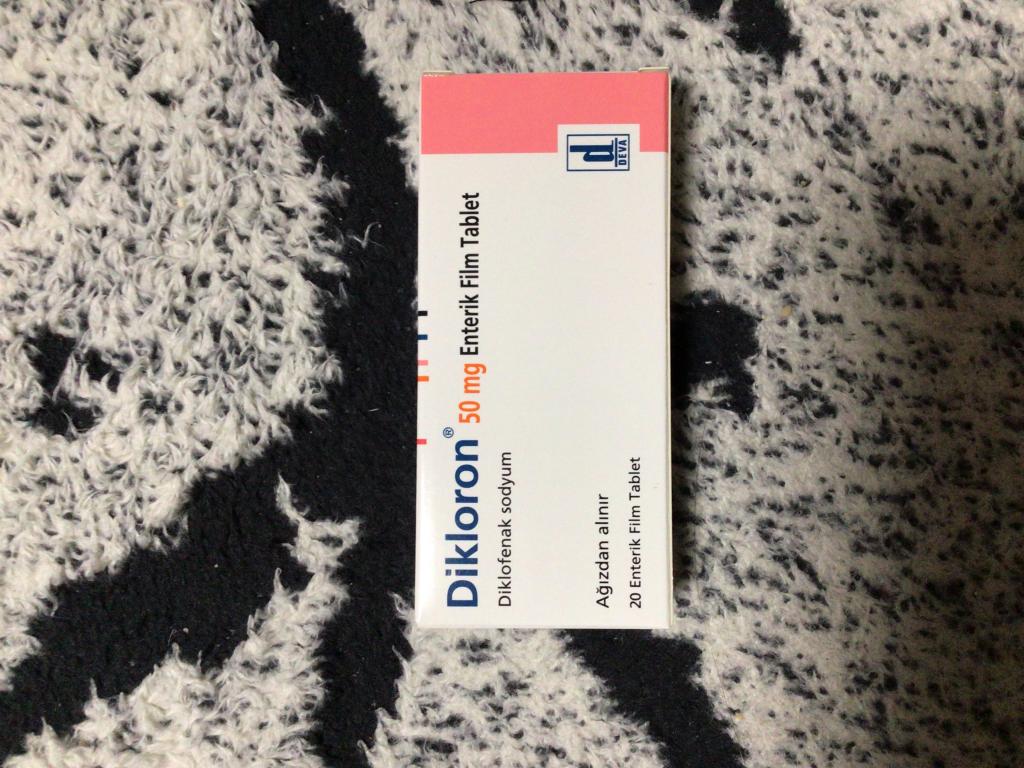 d
DEVA
Dikloron® 50 mg Enterik Film Tablet
Diklofenak sodyum
Ağızdan alınır
20 Enterik Film Tablet